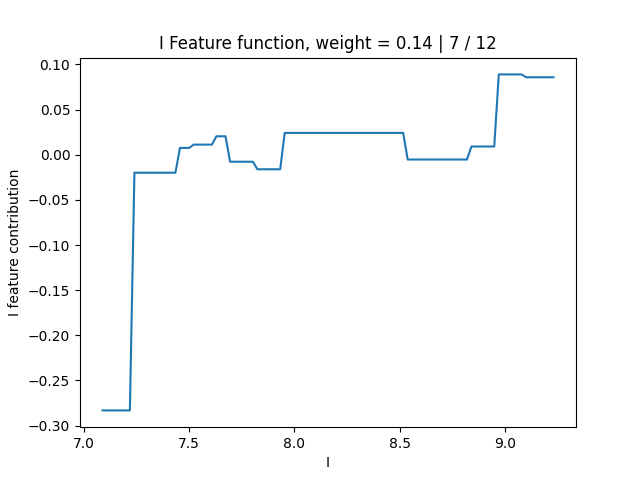 I Feature function, weight = 0.14 | 7 / 12
0.10
0.05
0.00
−0.05
−0.10
−0.15
−0.20
−0.25
−0.30
I feature contribution
7.0 7.5 8.0 8.5 9.0
I